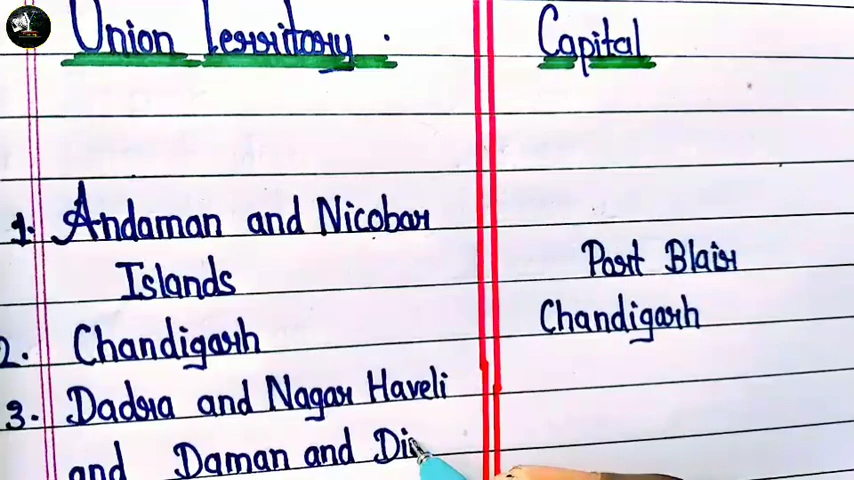 Union Territory. Capital
1. Andaman and Nicobar
Islands Port Blair
2. Chandigarh Chandigarh
3. Dadra and Nagar Haveli
and Daman and Di